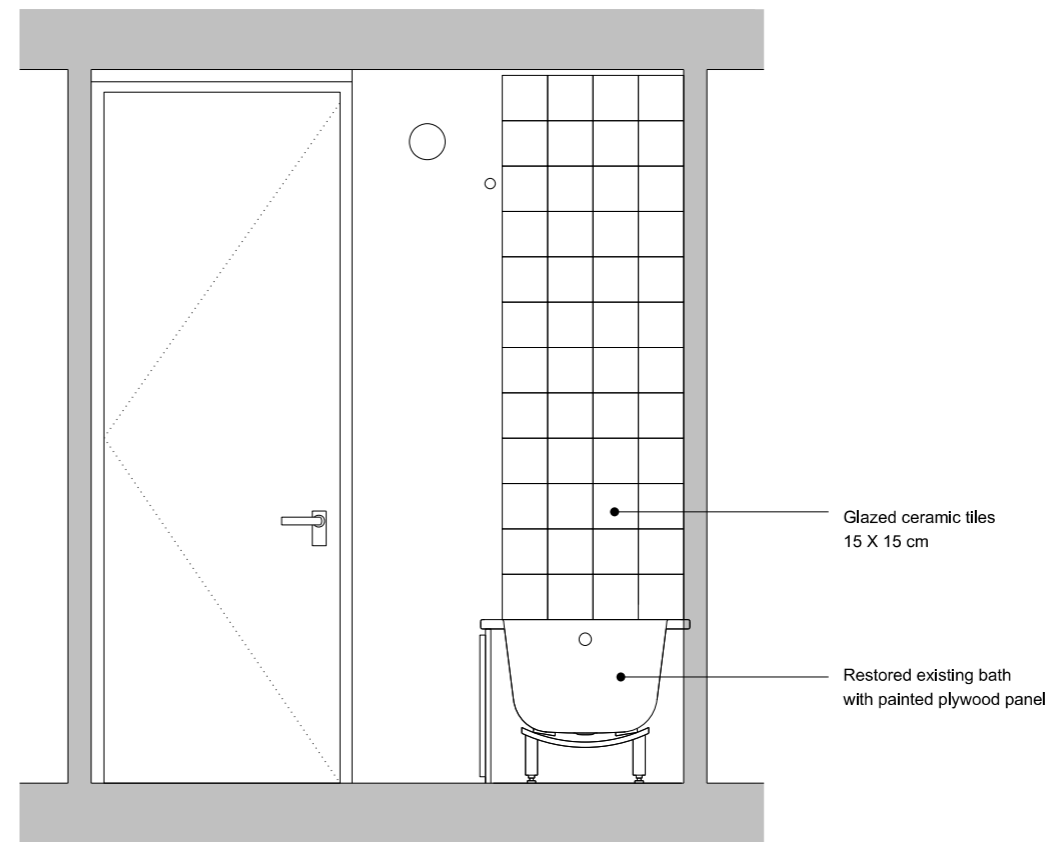 Glazed ceramic tiles
15 X 15 cm
Restored existing bath
with painted plywood panel